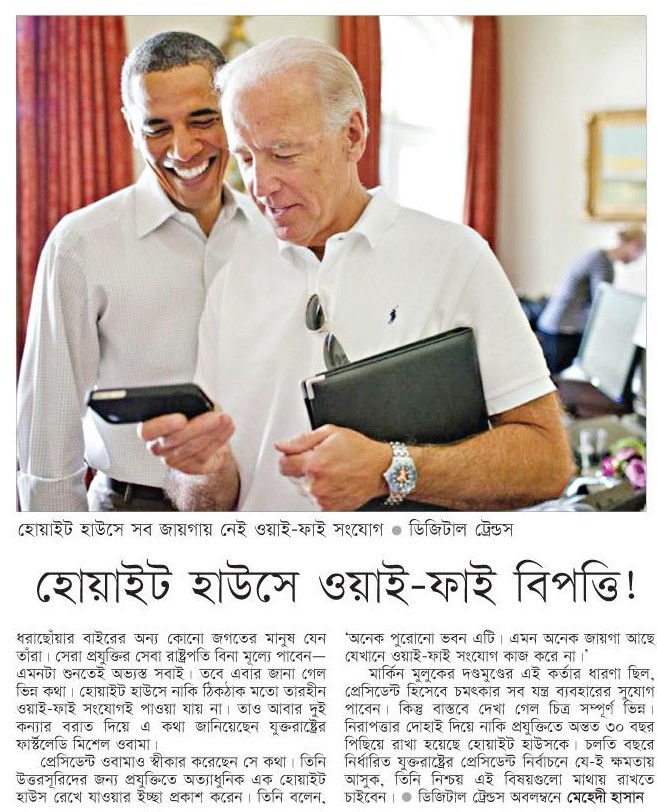 হোয়াইট হাউসে সব জায়গায় নেই ওয়াই-ফাই সংযোগ ● ডিজিটাল ট্রেন্ডস
হোয়াইট হাউসে ওয়াই-ফাই বিপত্তি!
ধরাছোঁয়ার বাইরের অন্য কোনো জগতের মানুষ যেন
তাঁরা। সেরা প্রযুক্তির সেবা রাষ্ট্রপতি বিনা মূল্যে পাবেন—
এমনটা শুনতেই অভ্যস্ত সবাই। তবে এবার জানা গেল
ভিন্ন কথা। হোয়াইট হাউসে নাকি ঠিকঠাক মতো তারহীন
ওয়াই-ফাই সংযোগই পাওয়া যায় না। তাও আবার দুই
কন্যার বরাত দিয়ে এ কথা জানিয়েছেন যুক্তরাষ্ট্রের
ফার্স্টলেডি মিশেল ওবামা।
প্রেসিডেন্ট ওবামাও স্বীকার করেছেন সে কথা। তিনি
উত্তরসূরিদের জন্য প্রযুক্তিতে অত্যাধুনিক এক হোয়াইট
হাউস রেখে যাওয়ার ইচ্ছা প্রকাশ করেন। তিনি বলেন,
‘অনেক পুরোনো ভবন এটি। এমন অনেক জায়গা আছে
যেখানে ওয়াই-ফাই সংযোগ কাজ করে না।’
মার্কিন মুলুকের দণ্ডমুণ্ডের এই কর্তার ধারণা ছিল,
প্রেসিডেন্ট হিসেবে চমৎকার সব যন্ত্র ব্যবহারের সুযোগ
পাবেন। কিন্তু বাস্তবে দেখা গেল চিত্র সম্পূর্ণ ভিন্ন।
নিরাপত্তার দোহাই দিয়ে নাকি প্রযুক্তিতে অন্তত ৩০ বছর
পিছিয়ে রাখা হয়েছে হোয়াইট হাউসকে। চলতি বছরে
নির্ধারিত যুক্তরাষ্ট্রের প্রেসিডেন্ট নির্বাচনে যে-ই ক্ষমতায়
আসুক, তিনি নিশ্চয় এই বিষয়গুলো মাথায় রাখতে
চাইবেন। ● ডিজিটাল ট্রেন্ডস অবলম্বনে মেহেদী হাসান